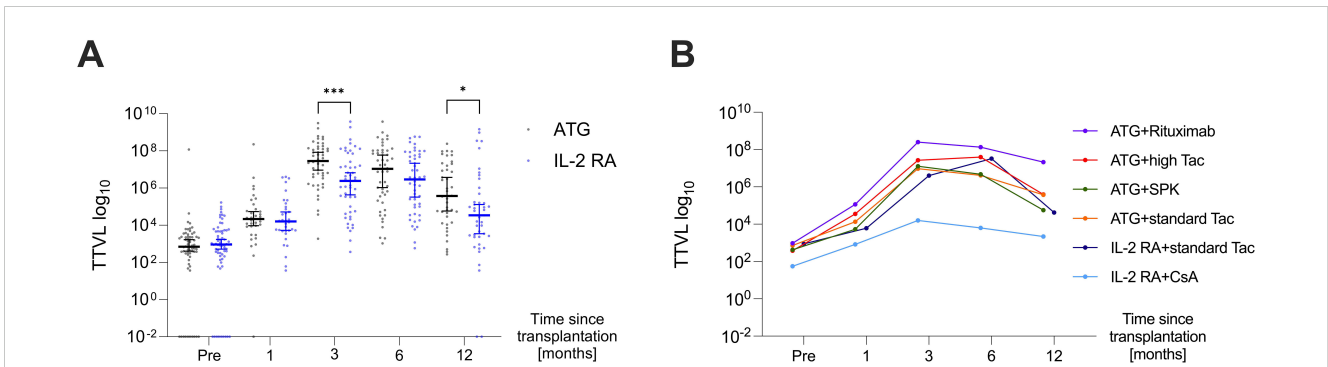 A
TTVL log10
10^10
10^8
10^6
10^4
10^2
10^0
10^-2
***
*
ATG
IL-2 RA
Pre
1
3
6
12
Time since
transplantation
[months]
B
TTVL log10
10^10
10^8
10^6
10^4
10^2
10^0
10^-2
ATG+Rituximab
ATG+high Tac
ATG+SPK
ATG+standard Tac
IL-2 RA+standard Tac
IL-2 RA+CsA
Pre
1
3
6
12
Time since
transplantation
[months]